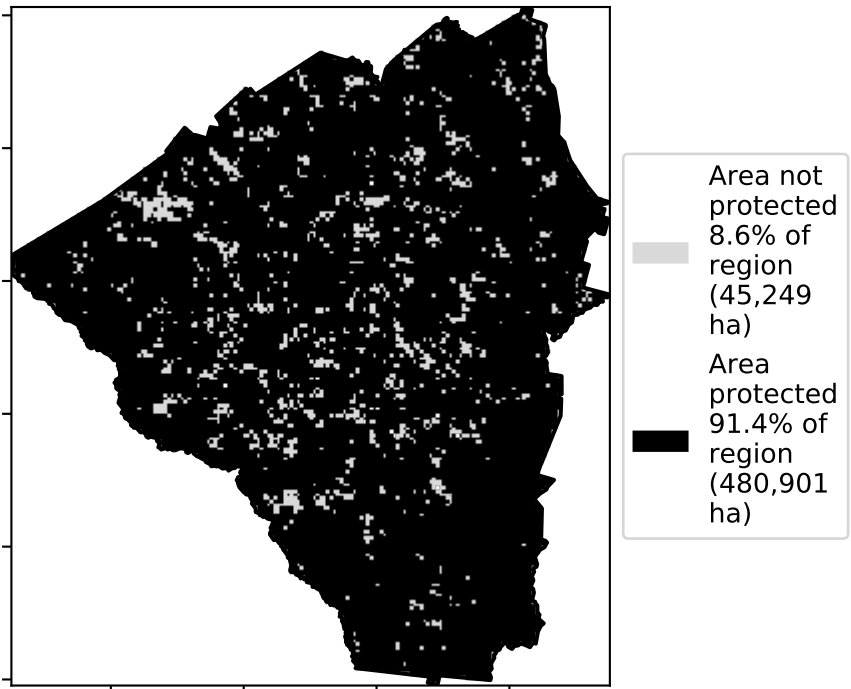 Area not
protected
8.6% of
region
(45,249
ha)
Area
protected
91.4% of
region
(480,901
ha)